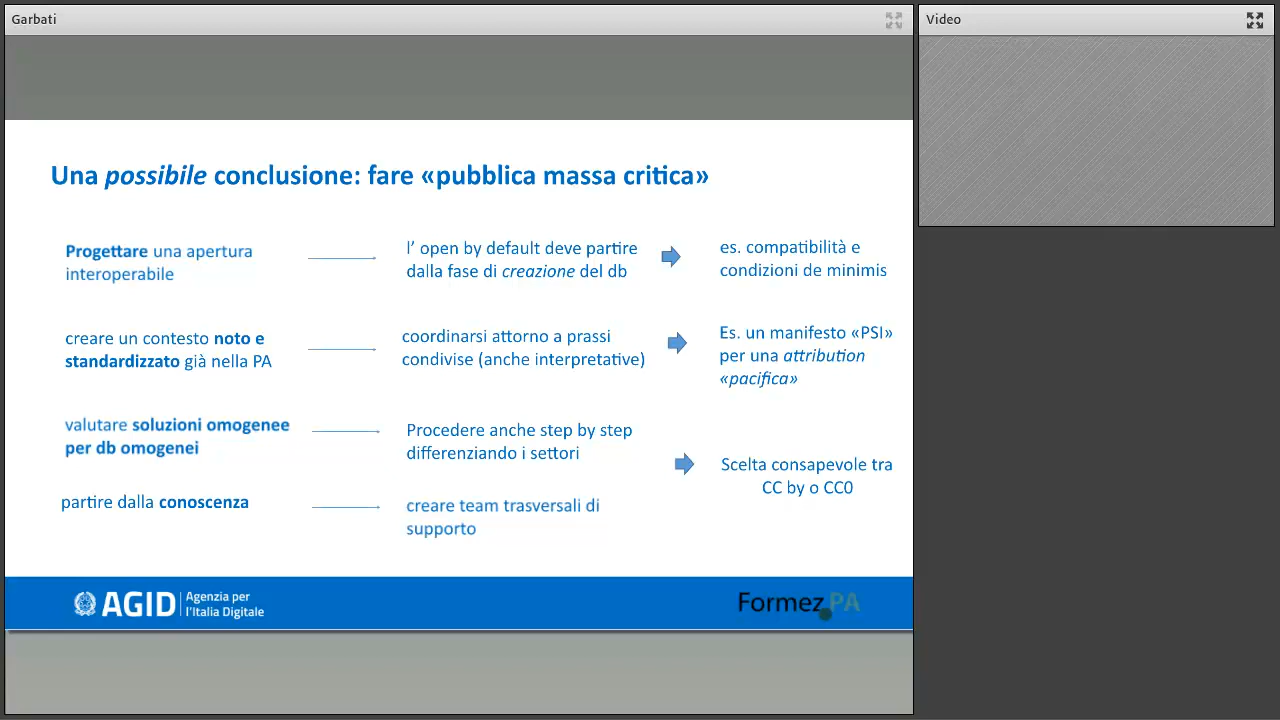 Garbati
Video
Una possibile conclusione: fare «pubblica massa critica»
Progettare una apertura
interoperabile
l’ open by default deve partire
dalla fase di creazione del db
es. compatibilità e
condizioni de minimis
creare un contesto noto e
standardizzato già nella PA
coordinarsi attorno a prassi
condivise (anche interpretative)
Es. un manifesto «PSI»
per una attribution
«pacifica»
valutare soluzioni omogenee
per db omogenei
Procedere anche step by step
differenziando i settori
Scelta consapevole tra
CC by o CC0
partire dalla conoscenza
creare team trasversali di
supporto
AGID
Agenzia per
l'Italia Digitale
Formez PA